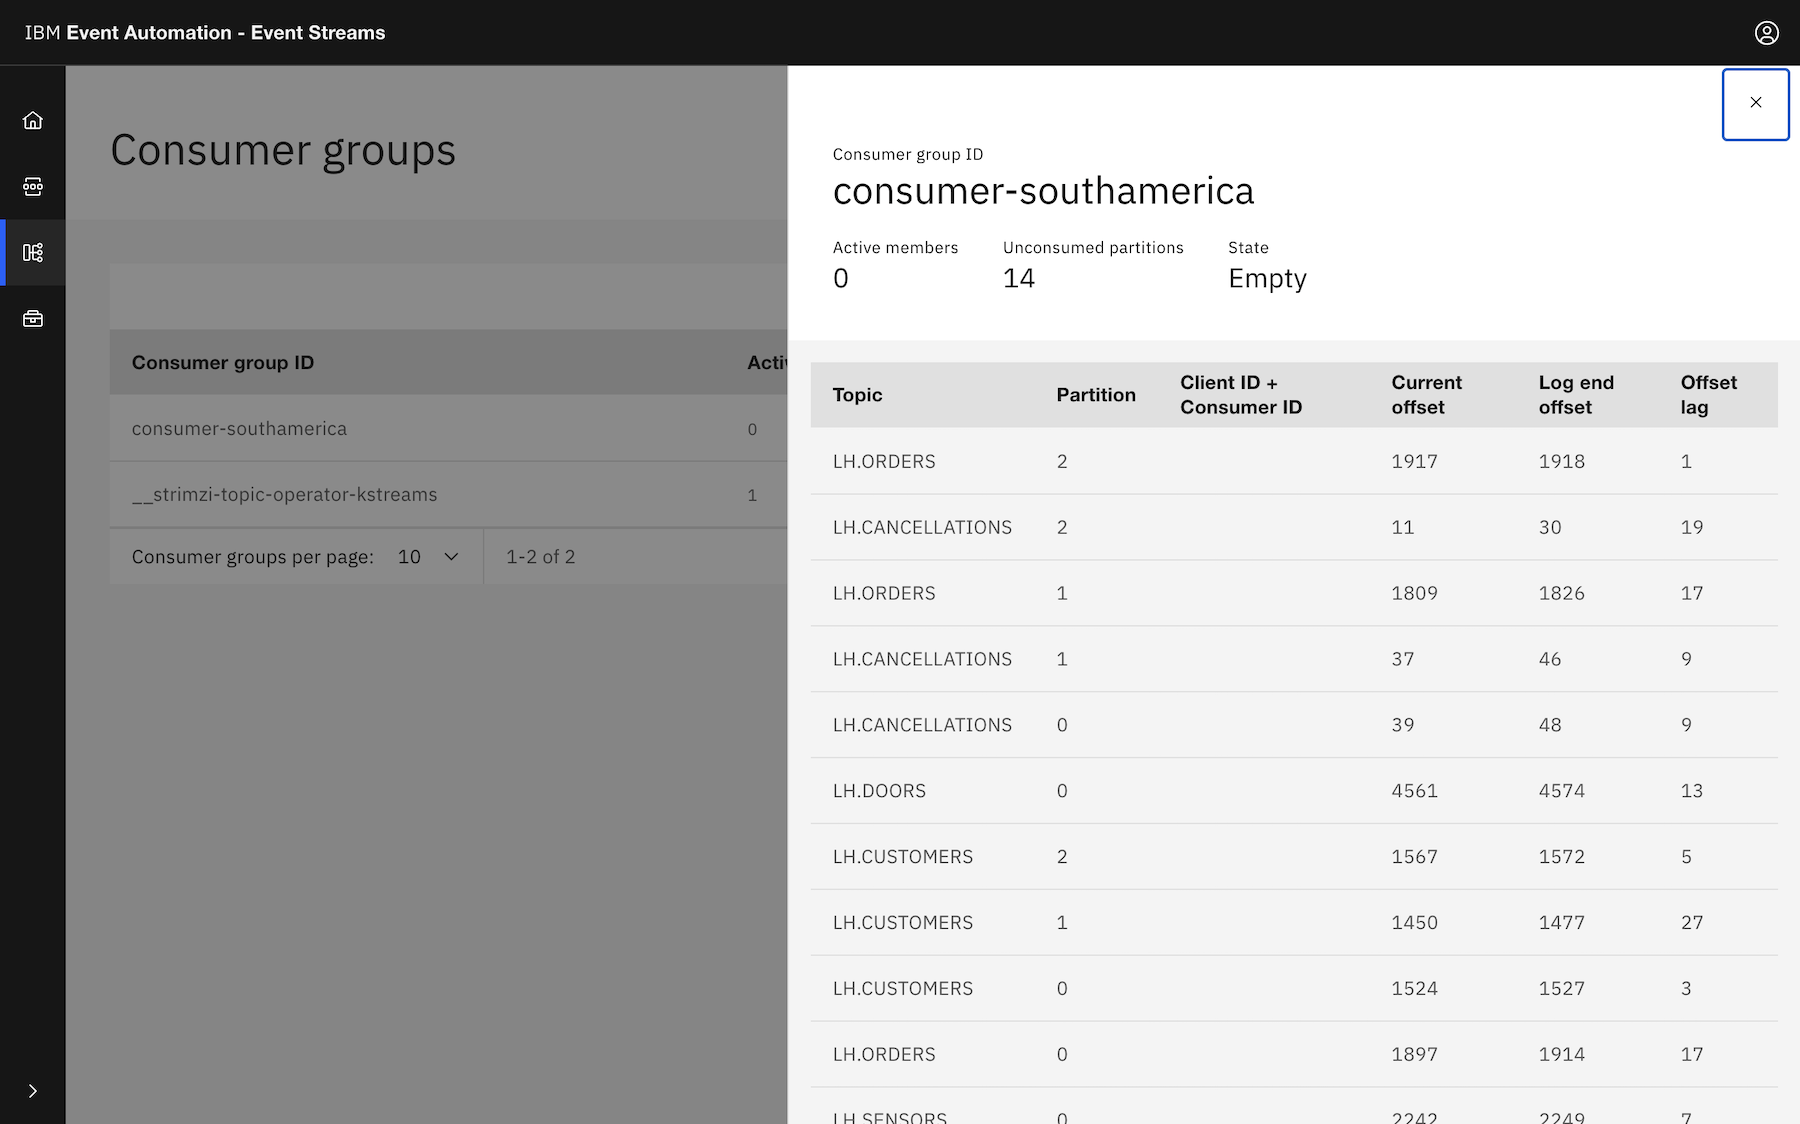 IBM Event Automation - Event Streams
Consumer groups
Consumer group ID
consumer-southamerica 0
__strimzi-topic-operator-kstreams 1
Consumer groups per page: 10 1-2 of 2
Consumer group ID
consumer-southamerica
Active members Unconsumed partitions State
0 14 Empty
Topic Partition Client ID + Consumer ID Current offset Log end offset Offset lag
LH.ORDERS 2 1917 1918 1
LH.CANCELLATIONS 2 11 30 19
LH.ORDERS 1 1809 1826 17
LH.CANCELLATIONS 1 37 46 9
LH.CANCELLATIONS 0 39 48 9
LH.DOORS 0 4561 4574 13
LH.CUSTOMERS 2 1567 1572 5
LH.CUSTOMERS 1 1450 1477 27
LH.CUSTOMERS 0 1524 1527 3
LH.ORDERS 0 1897 1914 17
LH.SENSORS 0 2242 2249 7